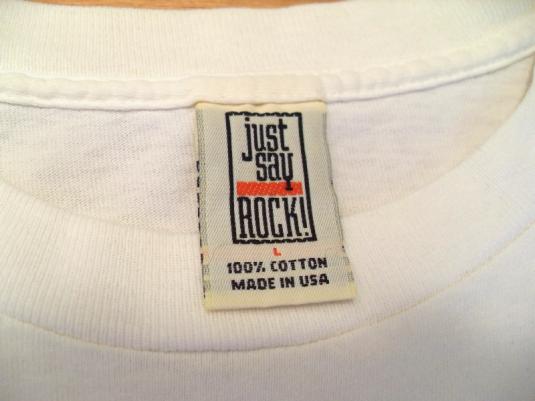 just
say
ROCK!
L
100% COTTON
MADE IN USA